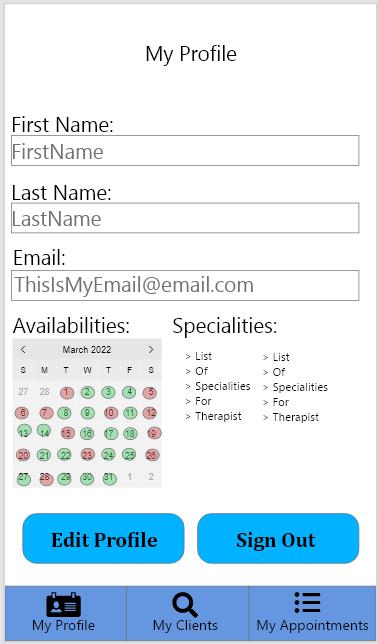 My Profile
First Name:
FirstName
Last Name:
LastName
Email:
ThisIsMyEmail@email.com
Availabilities:
March 2022
S M T W T F S
27 28 1 2 3 4 5
6 7 8 9 10 11 12
13 14 15 16 17 18 19
20 21 22 23 24 25 26
27 28 29 30 31 1 2
Specialities:
> List
> Of
> Specialities
> For
> Therapist
> List
> Of
> Specialities
> For
> Therapist
Edit Profile
Sign Out
My Profile
My Clients
My Appointments